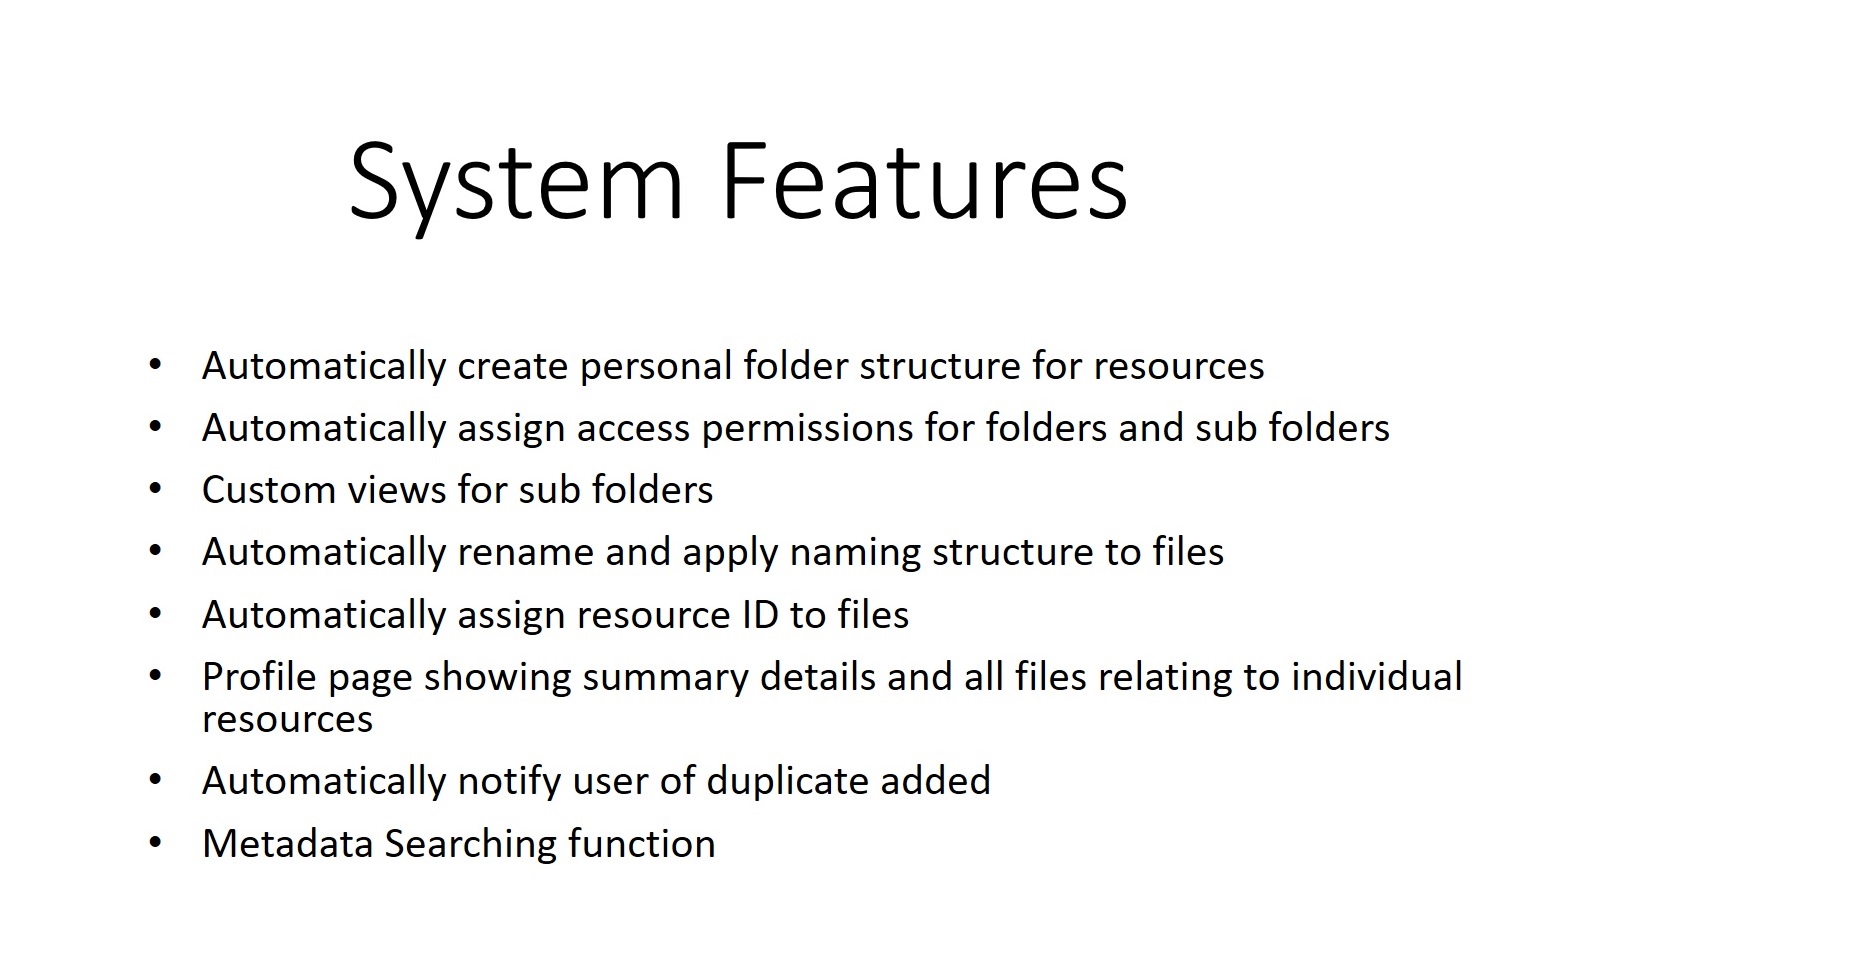 System Features
• Automatically create personal folder structure for resources
• Automatically assign access permissions for folders and sub folders
• Custom views for sub folders
• Automatically rename and apply naming structure to files
• Automatically assign resource ID to files
• Profile page showing summary details and all files relating to individual
resources
• Automatically notify user of duplicate added
• Metadata Searching function